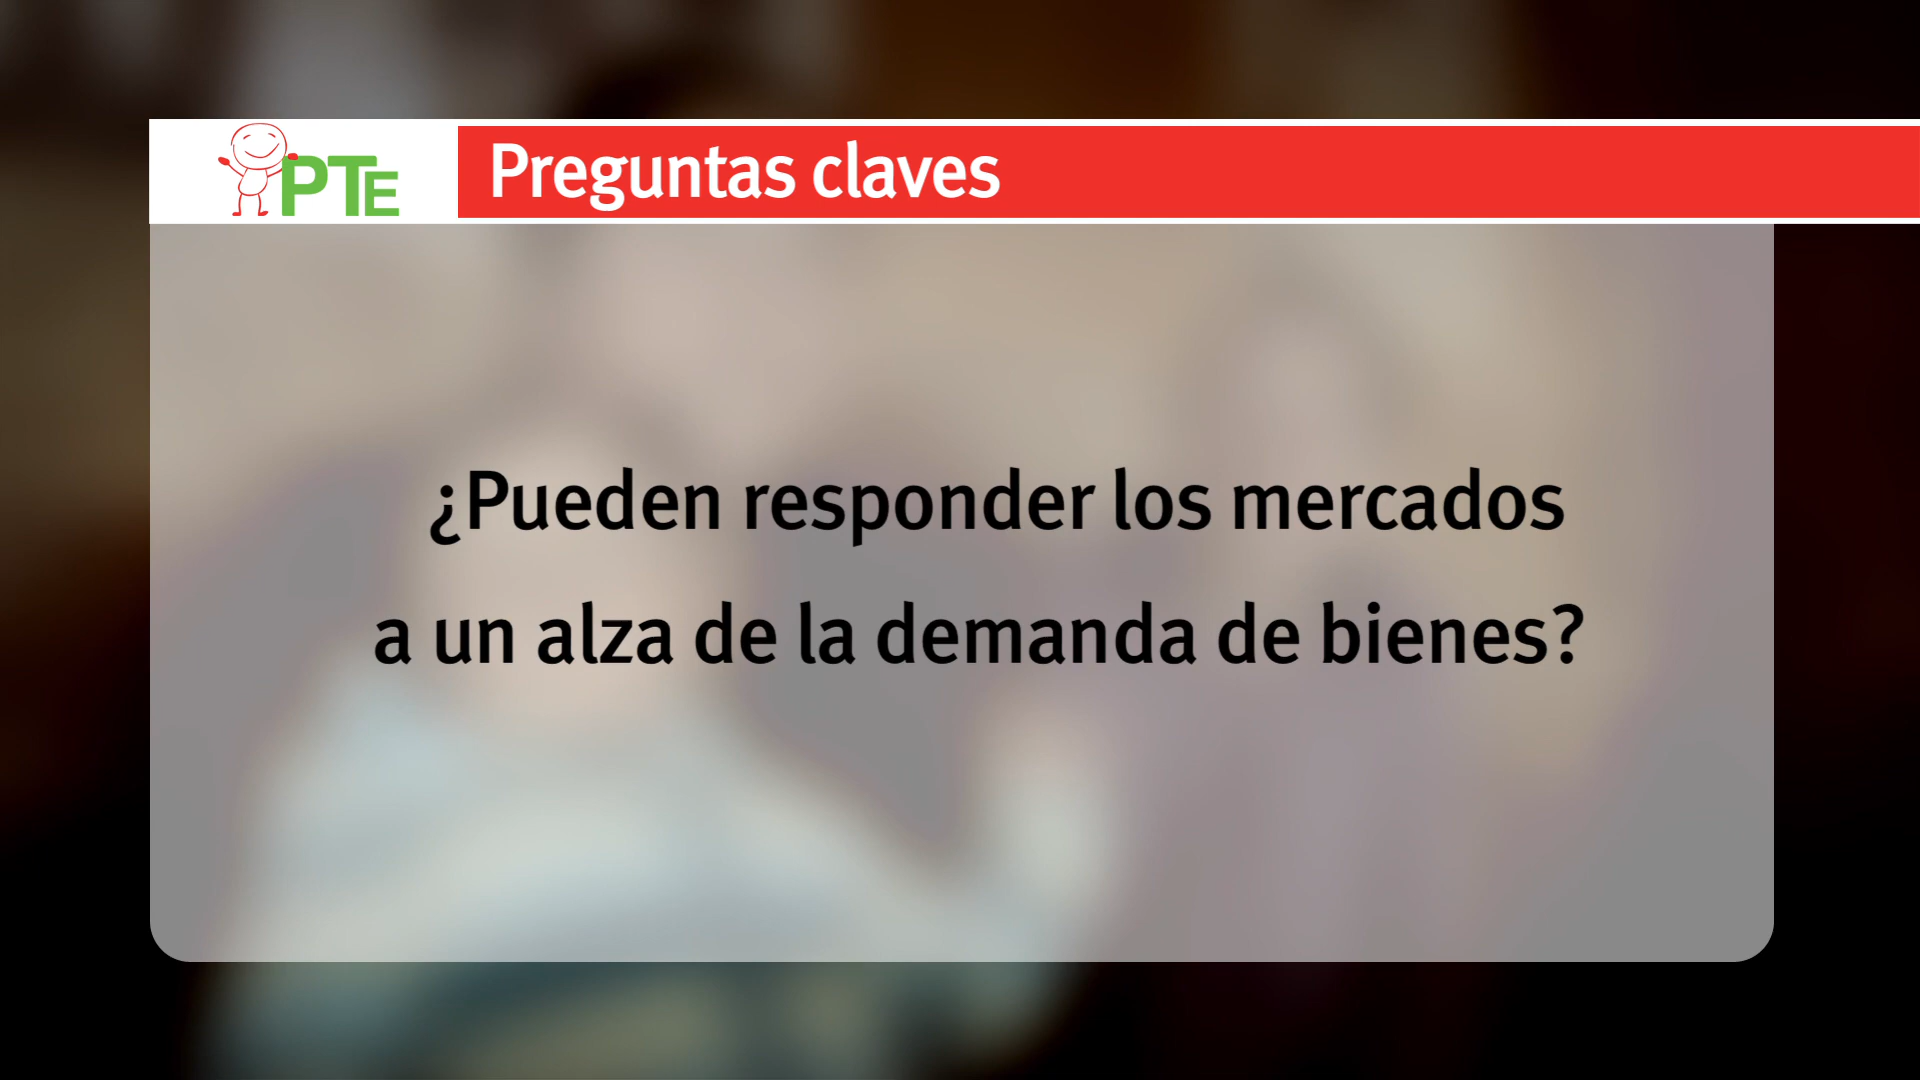 PTE
Preguntas claves
¿Pueden responder los mercados
a un alza de la demanda de bienes?